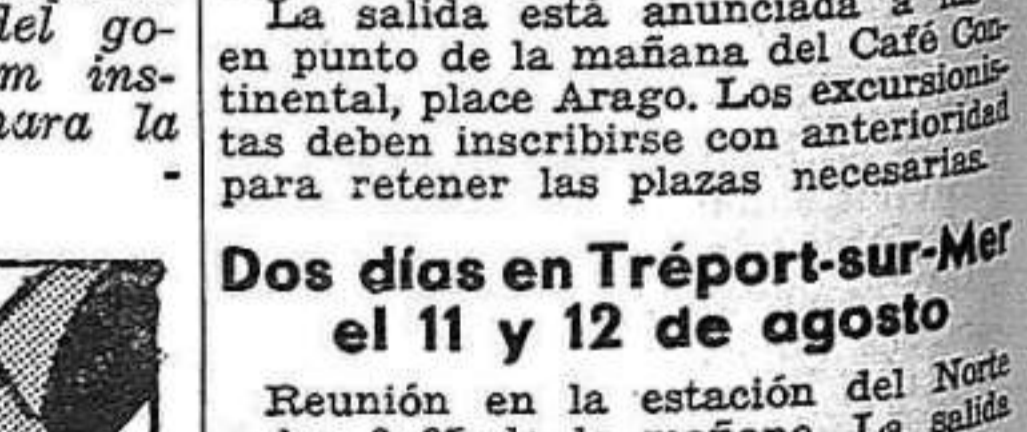 del go-
m ins-
la
-
La salida está anunciada a
en punto de la mañana del Café Con-
tinental, place Arago. Los excursionis-
tas deben inscribirse con anterioridad
para retener las plazas necesarias.
Dos días en Tréport-sur-Mer
el 11 y 12 de agosto
Reunión en la estación del Norte
La salida